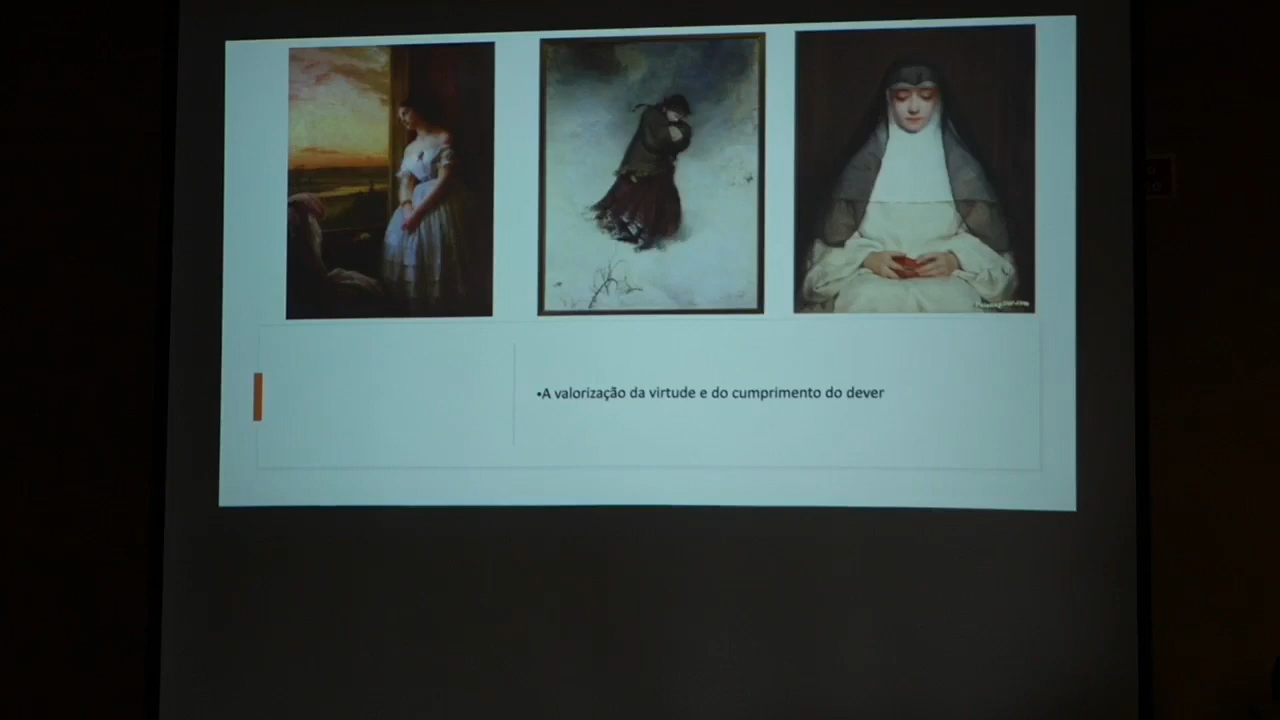 •A valorização da virtude e do cumprimento do dever